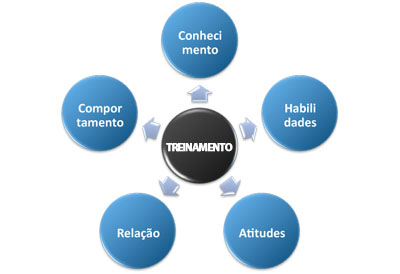 Conheci
mento
Compor
tamento
Habili
dades
TREINAMENTO
Relação
Atitudes